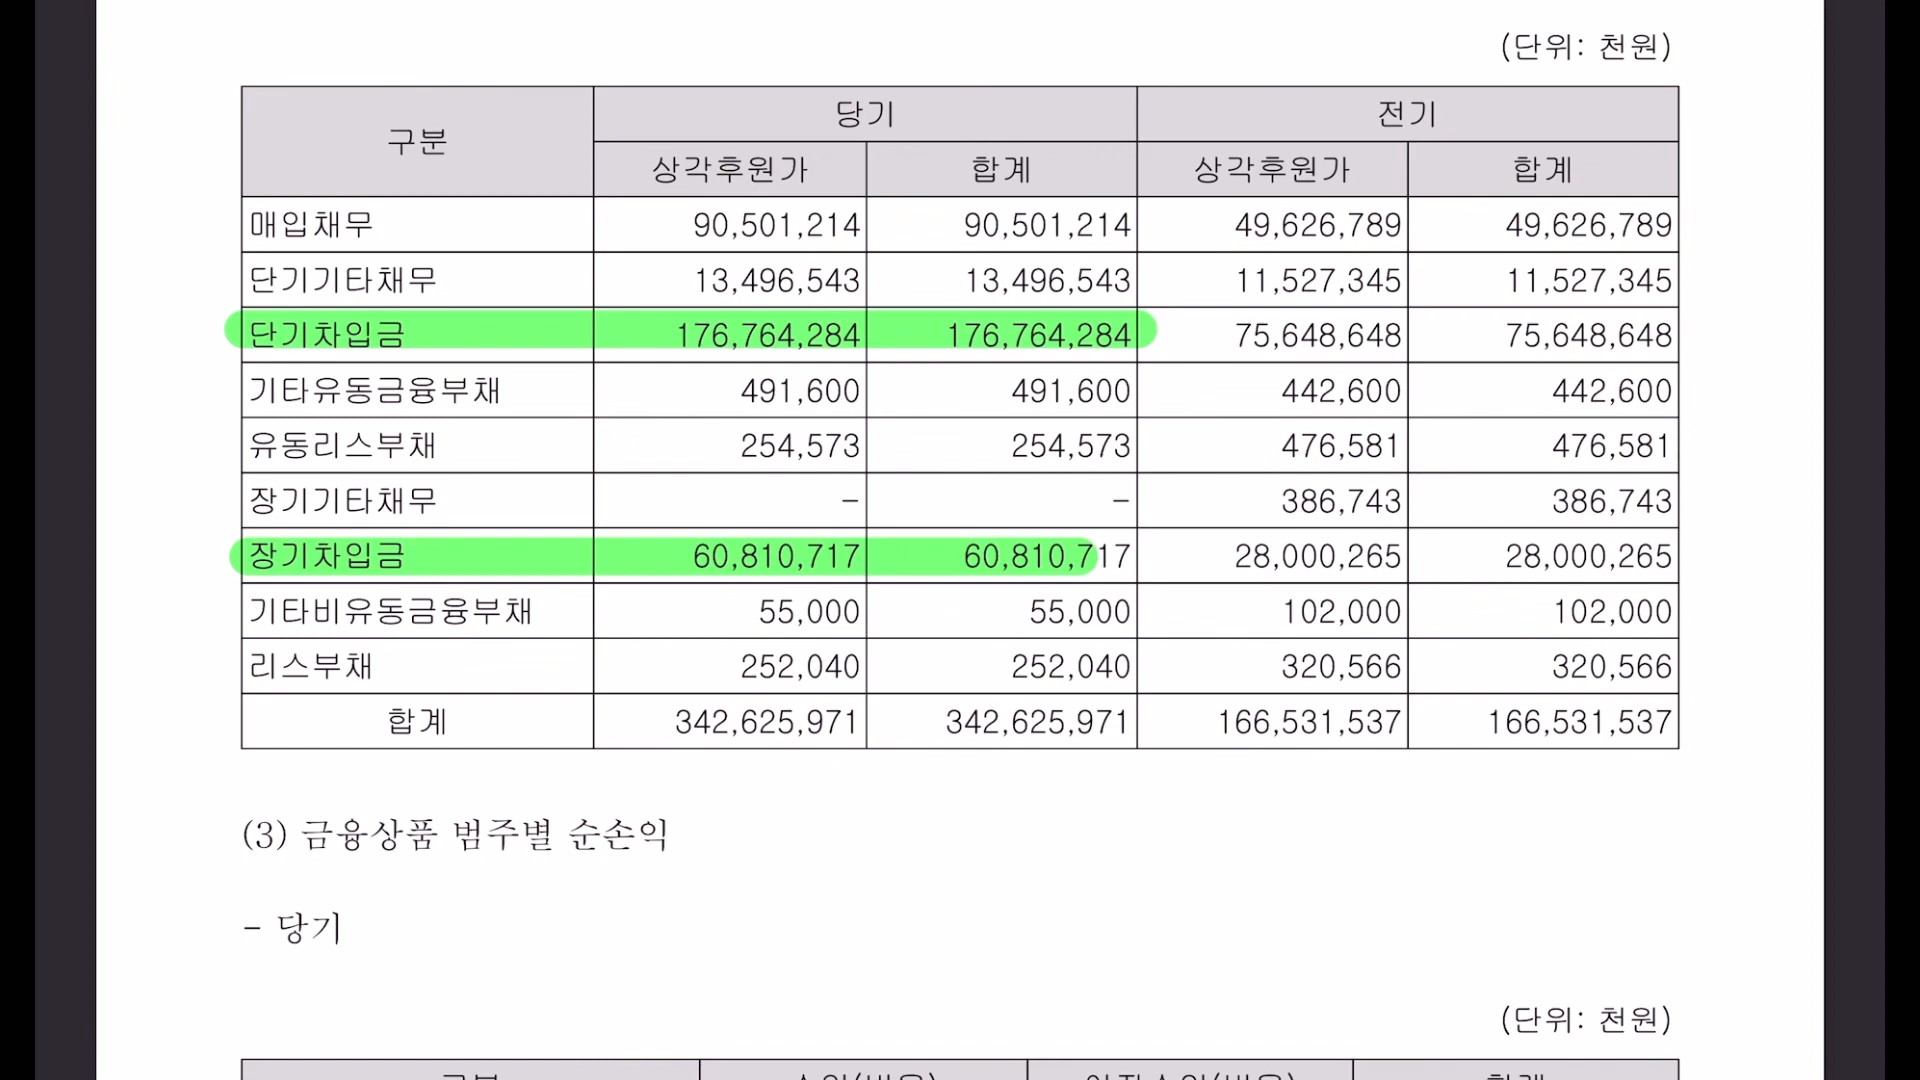 (단위: 천원)
구분 당기 전기
상각후원가 합계 상각후원가 합계
매입채무 90,501,214 90,501,214 49,626,789 49,626,789
단기기타채무 13,496,543 13,496,543 11,527,345 11,527,345
단기차입금 176,764,284 176,764,284 75,648,648 75,648,648
기타유동금융부채 491,600 491,600 442,600 442,600
유동리스부채 254,573 254,573 476,581 476,581
장기기타채무 – – 386,743 386,743
장기차입금 60,810,717 60,810,717 28,000,265 28,000,265
기타비유동금융부채 55,000 55,000 102,000 102,000
리스부채 252,040 252,040 320,566 320,566
합계 342,625,971 342,625,971 166,531,537 166,531,537
(3) 금융상품 범주별 순손익
– 당기
(단위: 천원)